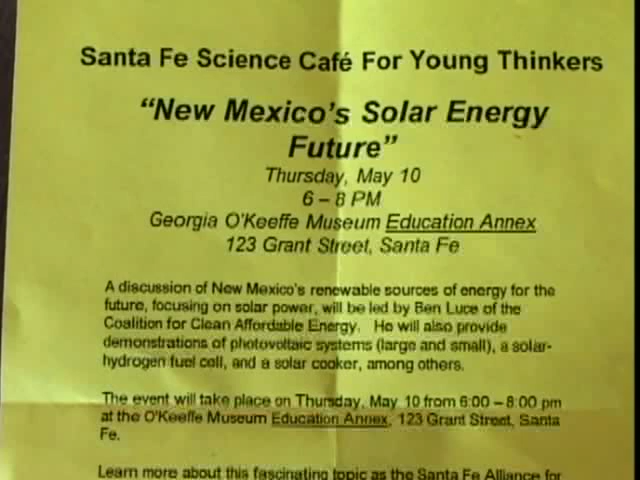 Santa Fe Science Café For Young Thinkers
“New Mexico’s Solar Energy
Future”
Thursday, May 10
6 – 8 PM
Georgia O'Keeffe Museum Education Annex
123 Grant Street, Santa Fe
A discussion of New Mexico's renewable sources of energy for the
future, focusing on solar power, will be led by Ben Luce of the
Coalition for Clean Affordable Energy. He will also provide
demonstrations of photovoltaic systems (large and small), a solar-
hydrogen fuel cell, and a solar cooker, among others.
The event will take place on Thursday, May 10 from 6:00 – 8:00 pm
at the O'Keeffe Museum Education Annex, 123 Grant Street, Santa
Fe.
Learn more about this fascinating topic as the Santa Fe Alliance for